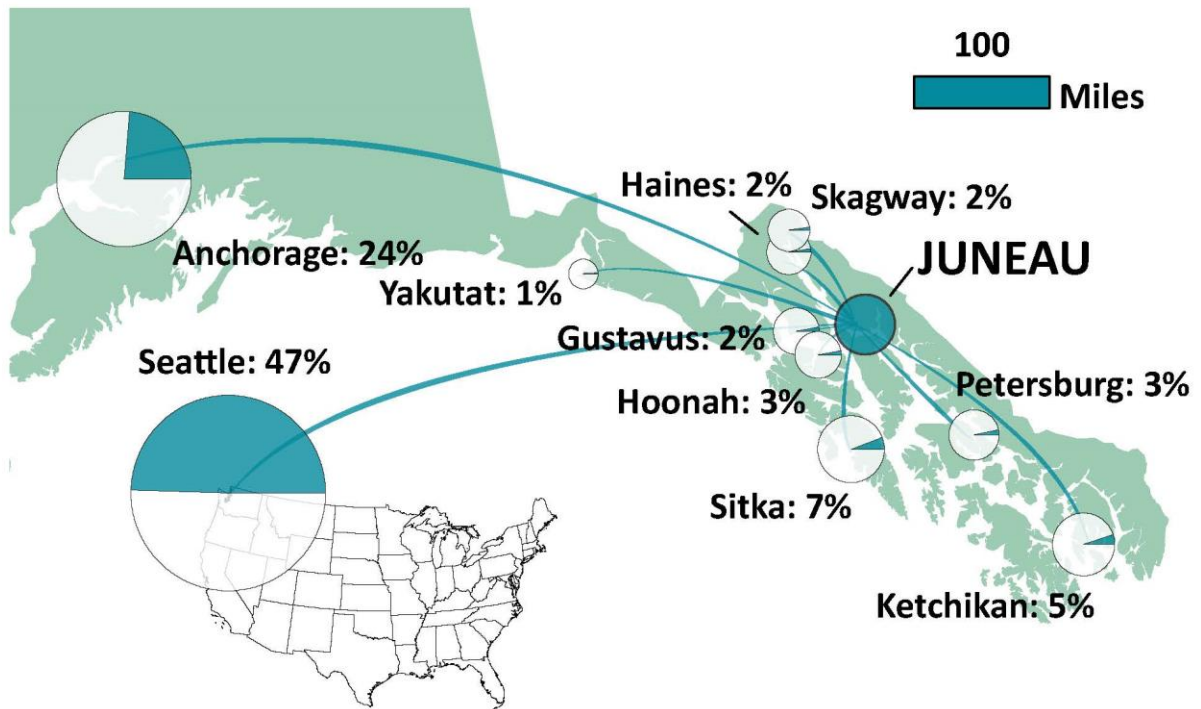 100
Miles
Haines: 2%
Skagway: 2%
JUNEAU
Anchorage: 24%
Yakutat: 1%
Gustavus: 2%
Seattle: 47%
Petersburg: 3%
Hoonah: 3%
Sitka: 7%
Ketchikan: 5%